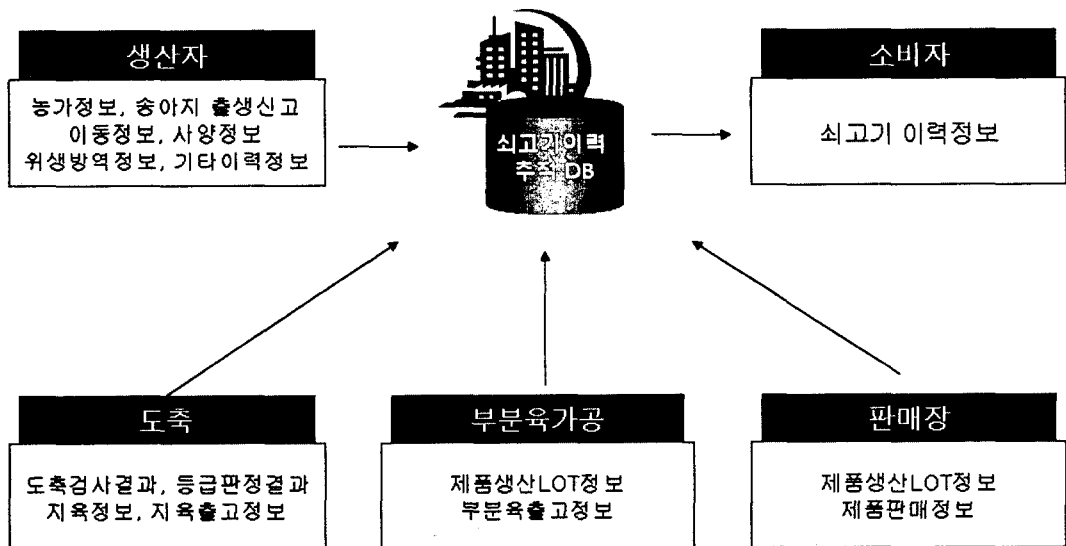 생산자
농가정보, 송아지 출생신고
이동정보, 사양정보
위생방역정보, 기타이력정보
쇠고기이력
추적 DB
소비자
쇠고기 이력정보
도축
도축검사결과, 등급판정결과
지육정보, 지육출고정보
부분육가공
제품생산LOT정보
부분육출고정보
판매장
제품생산LOT정보
제품판매정보